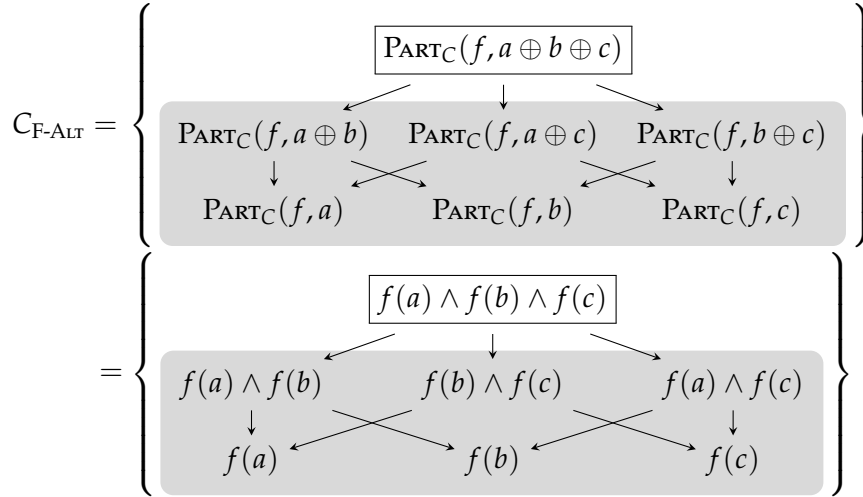 Part_C(f, a ⊕ b ⊕ c)
C_F-Alt =
Part_C(f, a ⊕ b) Part_C(f, a ⊕ c) Part_C(f, b ⊕ c)
Part_C(f, a) Part_C(f, b) Part_C(f, c)
f(a) ∧ f(b) ∧ f(c)
=
f(a) ∧ f(b) f(b) ∧ f(c) f(a) ∧ f(c)
f(a) f(b) f(c)